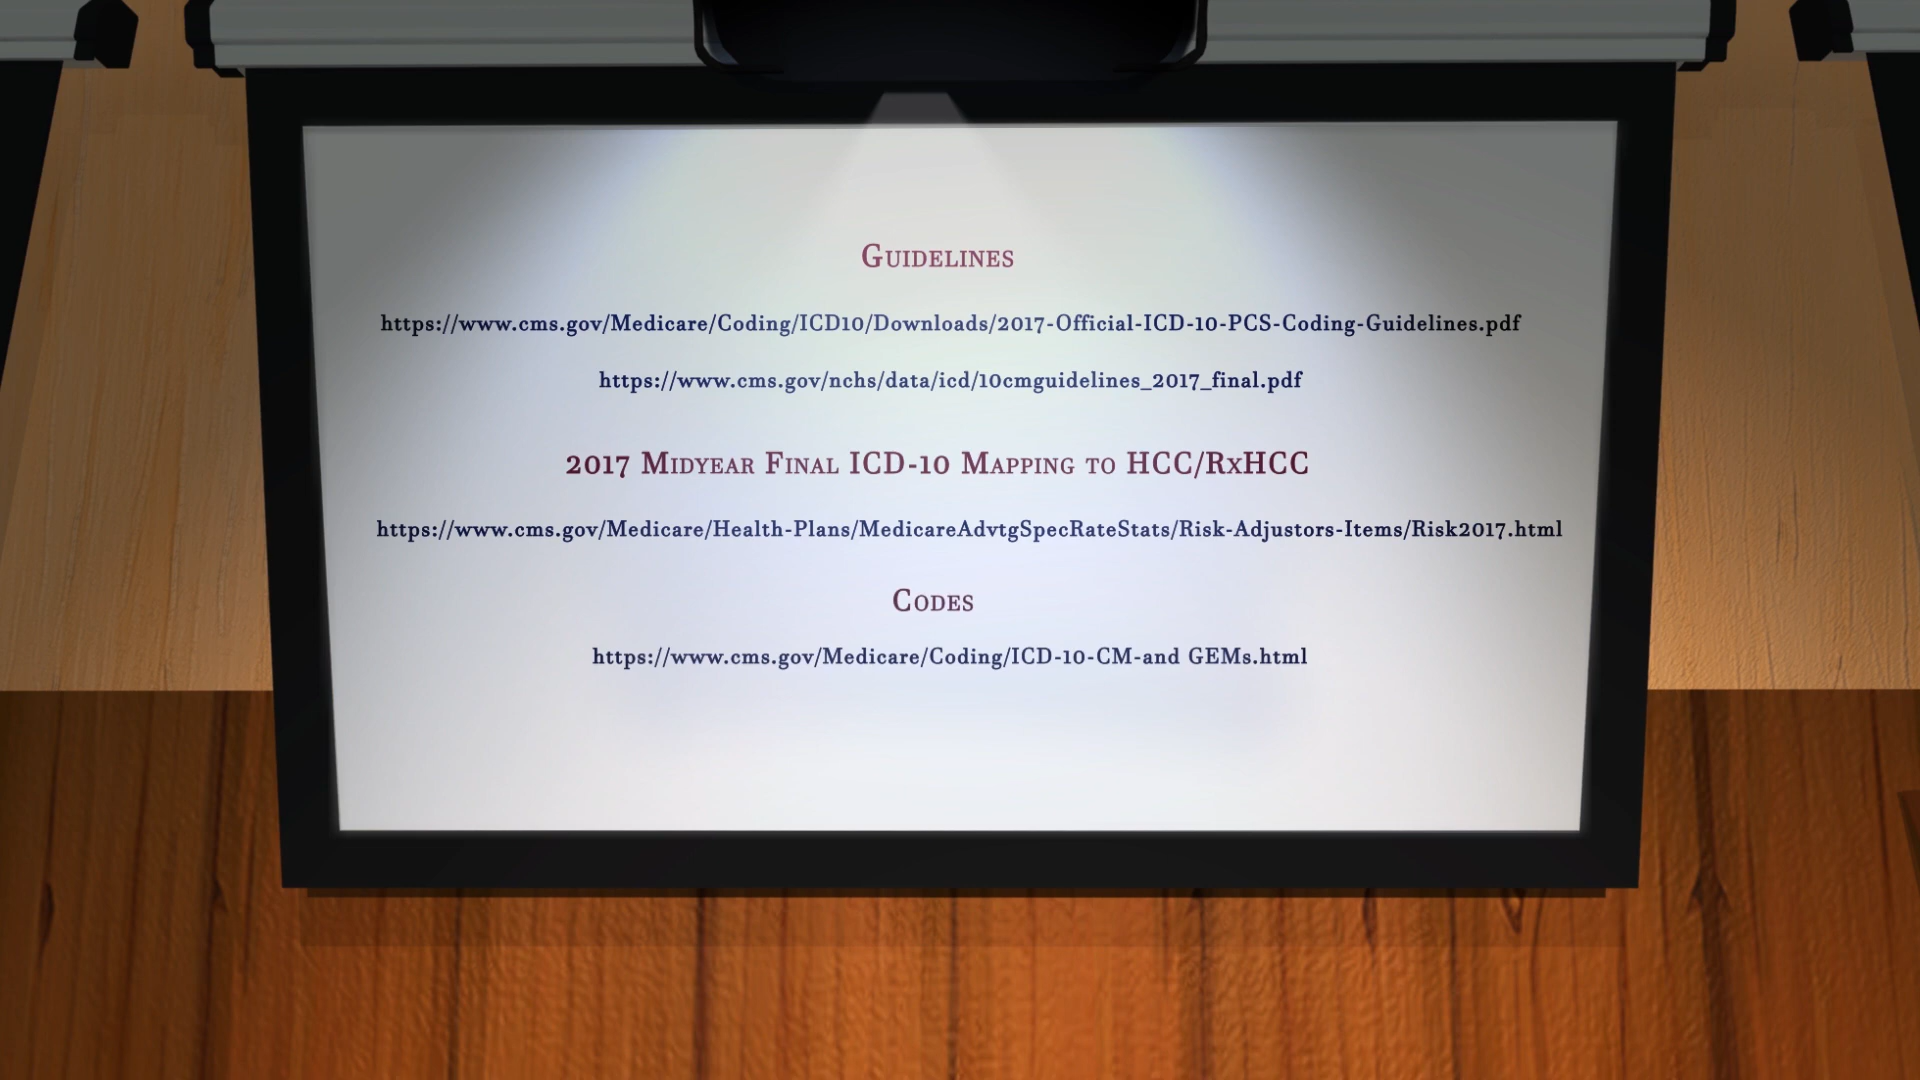 Guidelines
https://www.cms.gov/Medicare/Coding/ICD10/Downloads/2017-Official-ICD-10-PCS-Coding-Guidelines.pdf
https://www.cms.gov/nchs/data/icd/10cmguidelines_2017_final.pdf
2017 Midyear Final ICD-10 Mapping to HCC/RxHCC
https://www.cms.gov/Medicare/Health-Plans/MedicareAdvtgSpecRateStats/Risk-Adjustors-Items/Risk2017.html
Codes
https://www.cms.gov/Medicare/Coding/ICD-10-CM-and GEMs.html